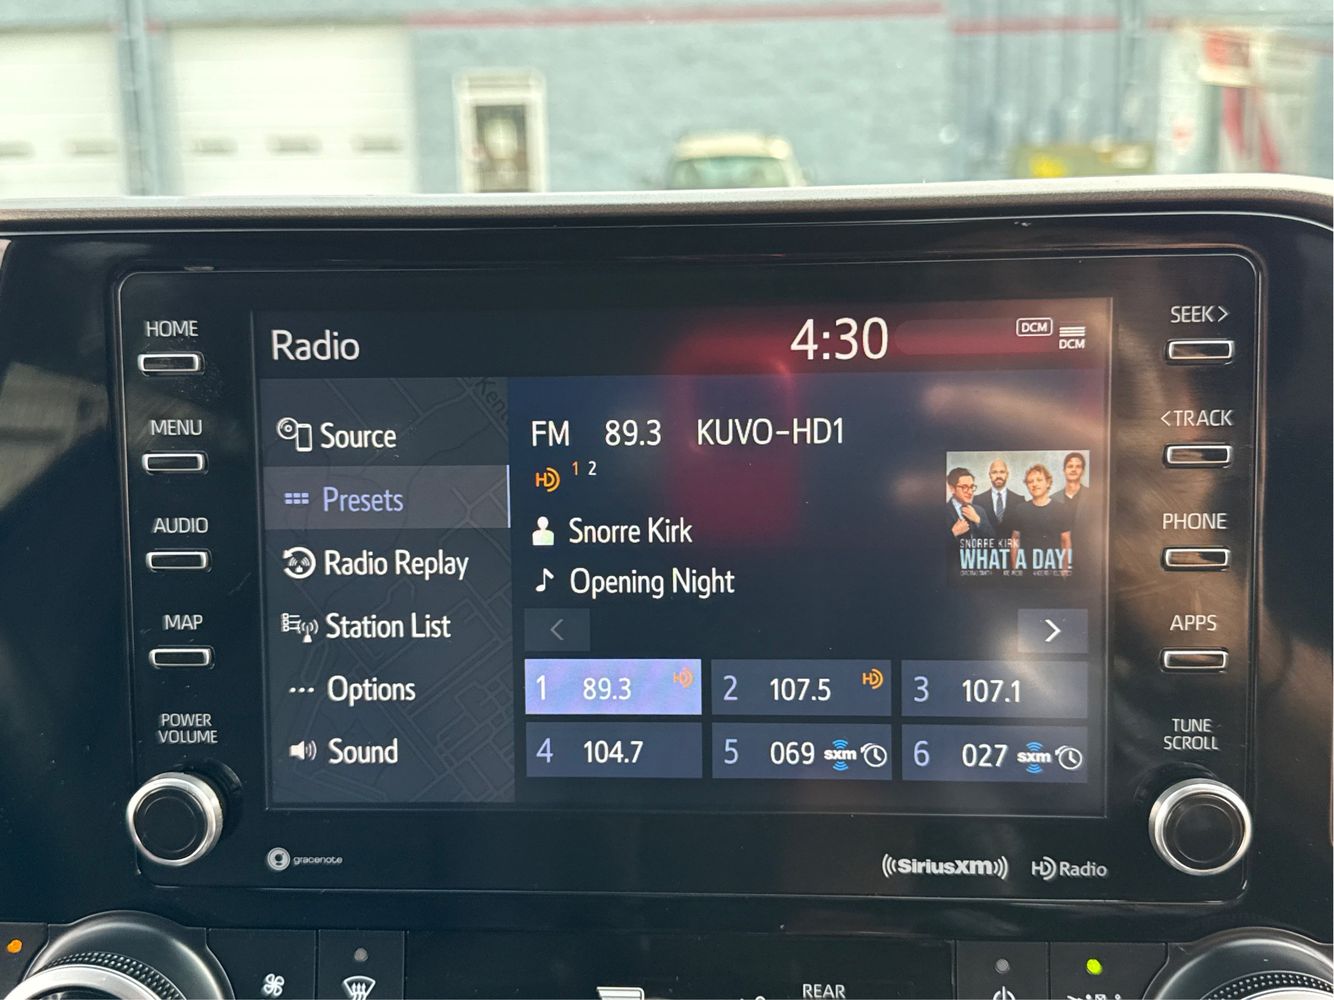 HOME
MENU
AUDIO
MAP
POWER
VOLUME
Radio
4:30
DCM
DCM
Source
Presets
Radio Replay
Station List
Options
Sound
FM 89.3 KUVO-HD1
HD 1 2
Snorre Kirk
Opening Night
SNORRE KIRK
WHAT A DAY!
1 89.3 HD
2 107.5 HD
3 107.1
4 104.7
5 069 sxm
6 027 sxm
SEEK>
<TRACK
PHONE
APPS
TUNE
SCROLL
gracenote
((SiriusXM))
HD Radio
REAR